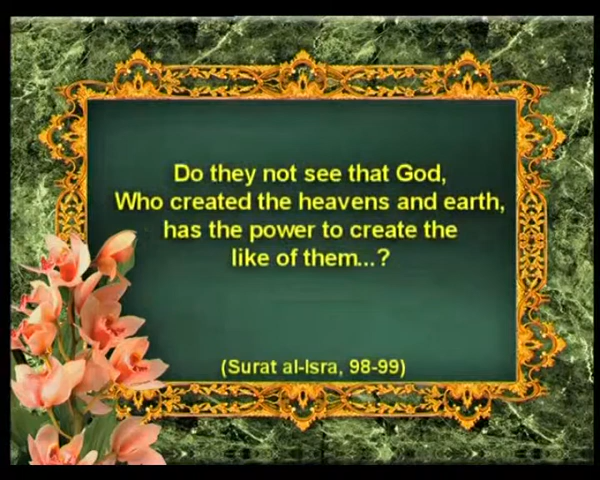 Do they not see that God,
Who created the heavens and earth,
has the power to create the
like of them...?
(Surat al-Isra, 98-99)